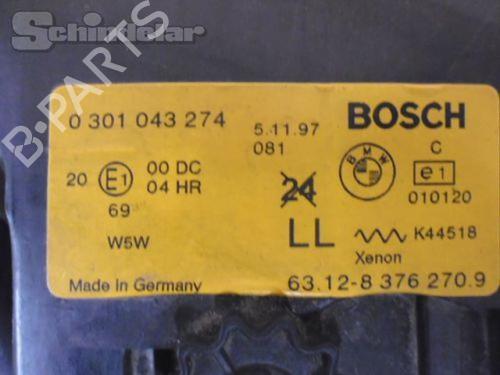 Schindelar
B-PARTS
0 301 043 274
5.11.97
081
BOSCH
BMW
C
e1
010120
20
E1
00 DC
04 HR
69
W5W
24
LL
K44518
Xenon
Made in Germany
63.12-8 376 270.9